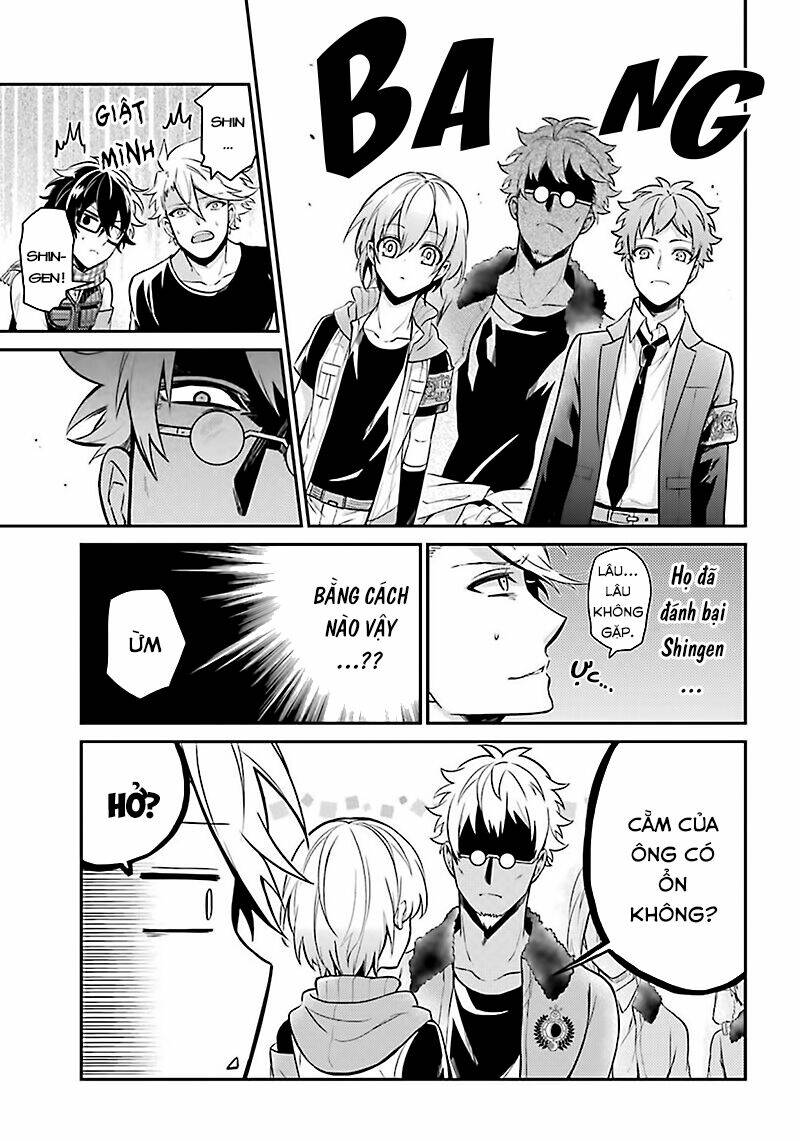 BANG
SHIN
...
GIẬT
MÌNH
SHIN-
GEN!
Họ đã
đánh bại
Shingen
...
LÂU...
LÂU
KHÔNG
GẶP.
ỰC...
BẰNG CÁCH
NÀO VẬY
...??
ỪM
CẰM CỦA
ÔNG CÓ
ỔN
KHÔNG?
HỞ?